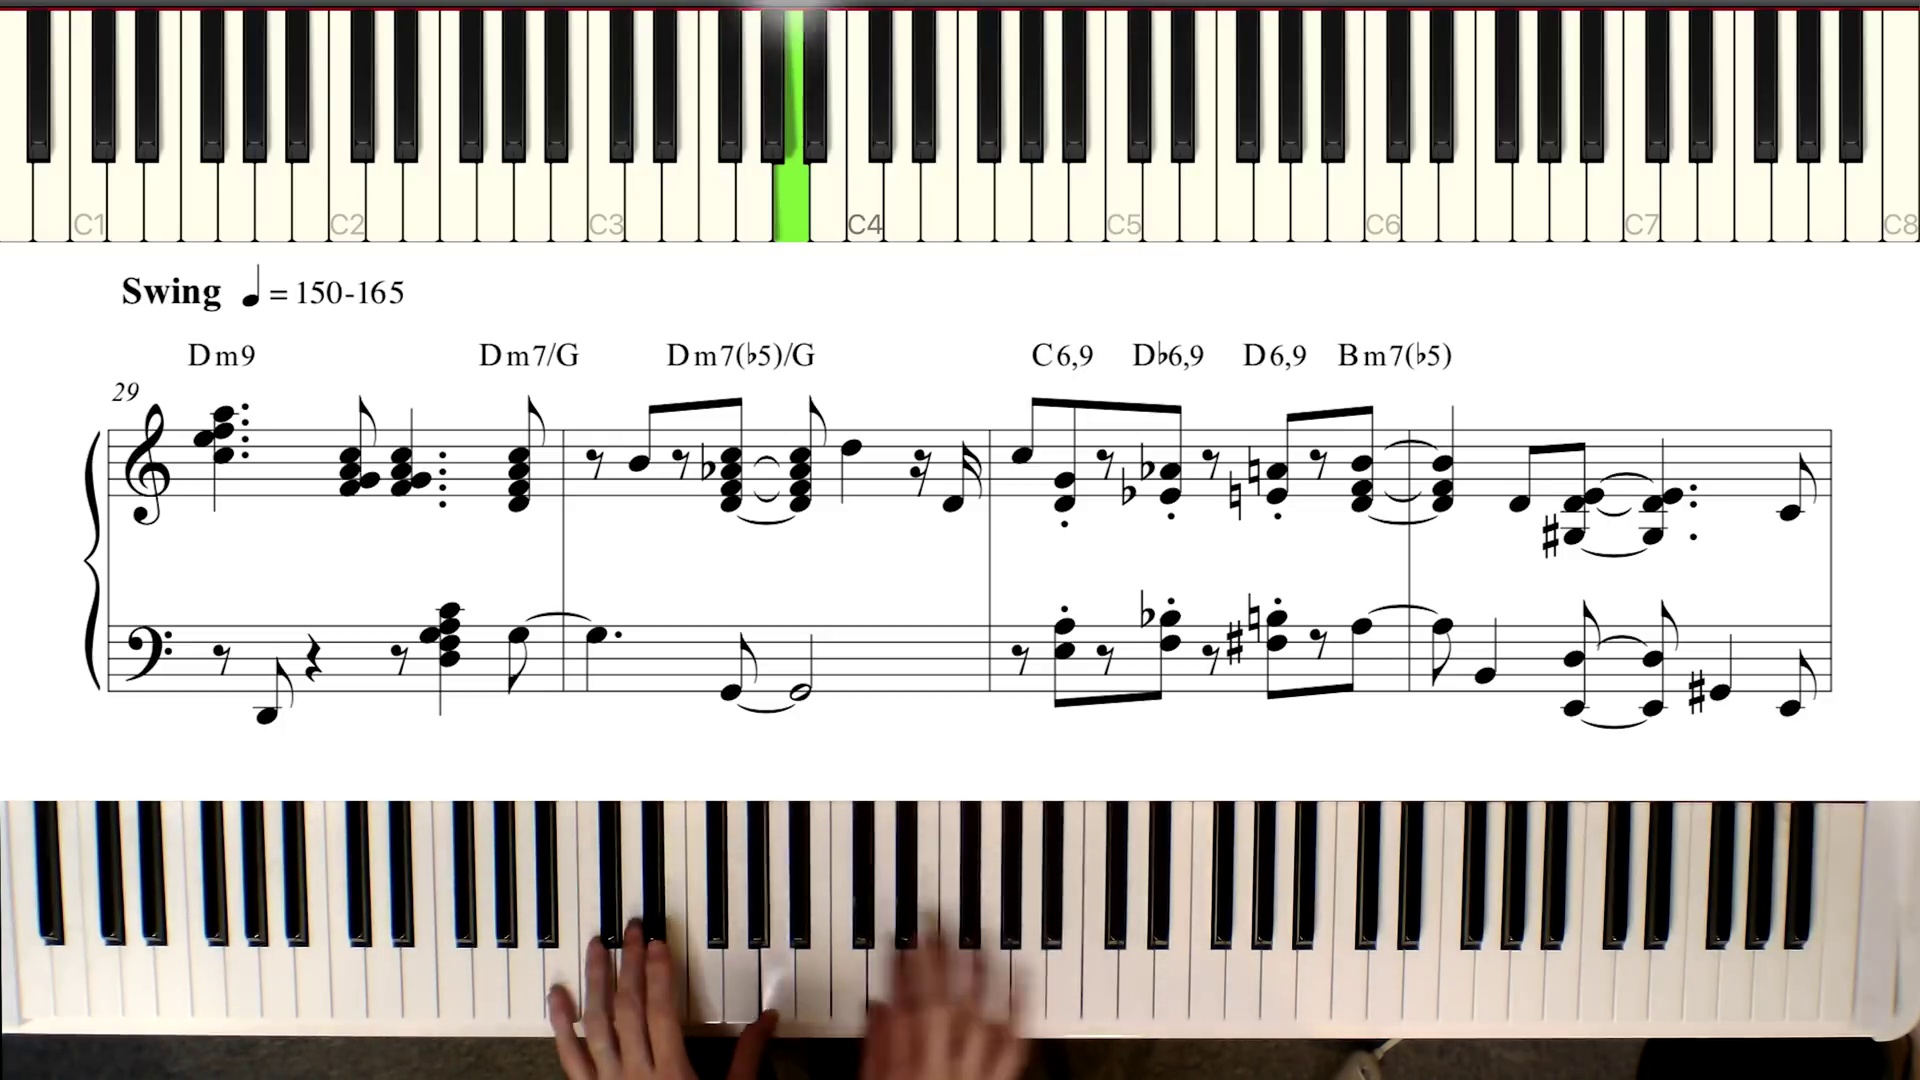 C1 C2 C3 C4 C5 C6 C7 C8
Swing ♩ = 150-165
Dm9 Dm7/G Dm7(♭5)/G C6,9 D♭6,9 D6,9 Bm7(♭5)
29